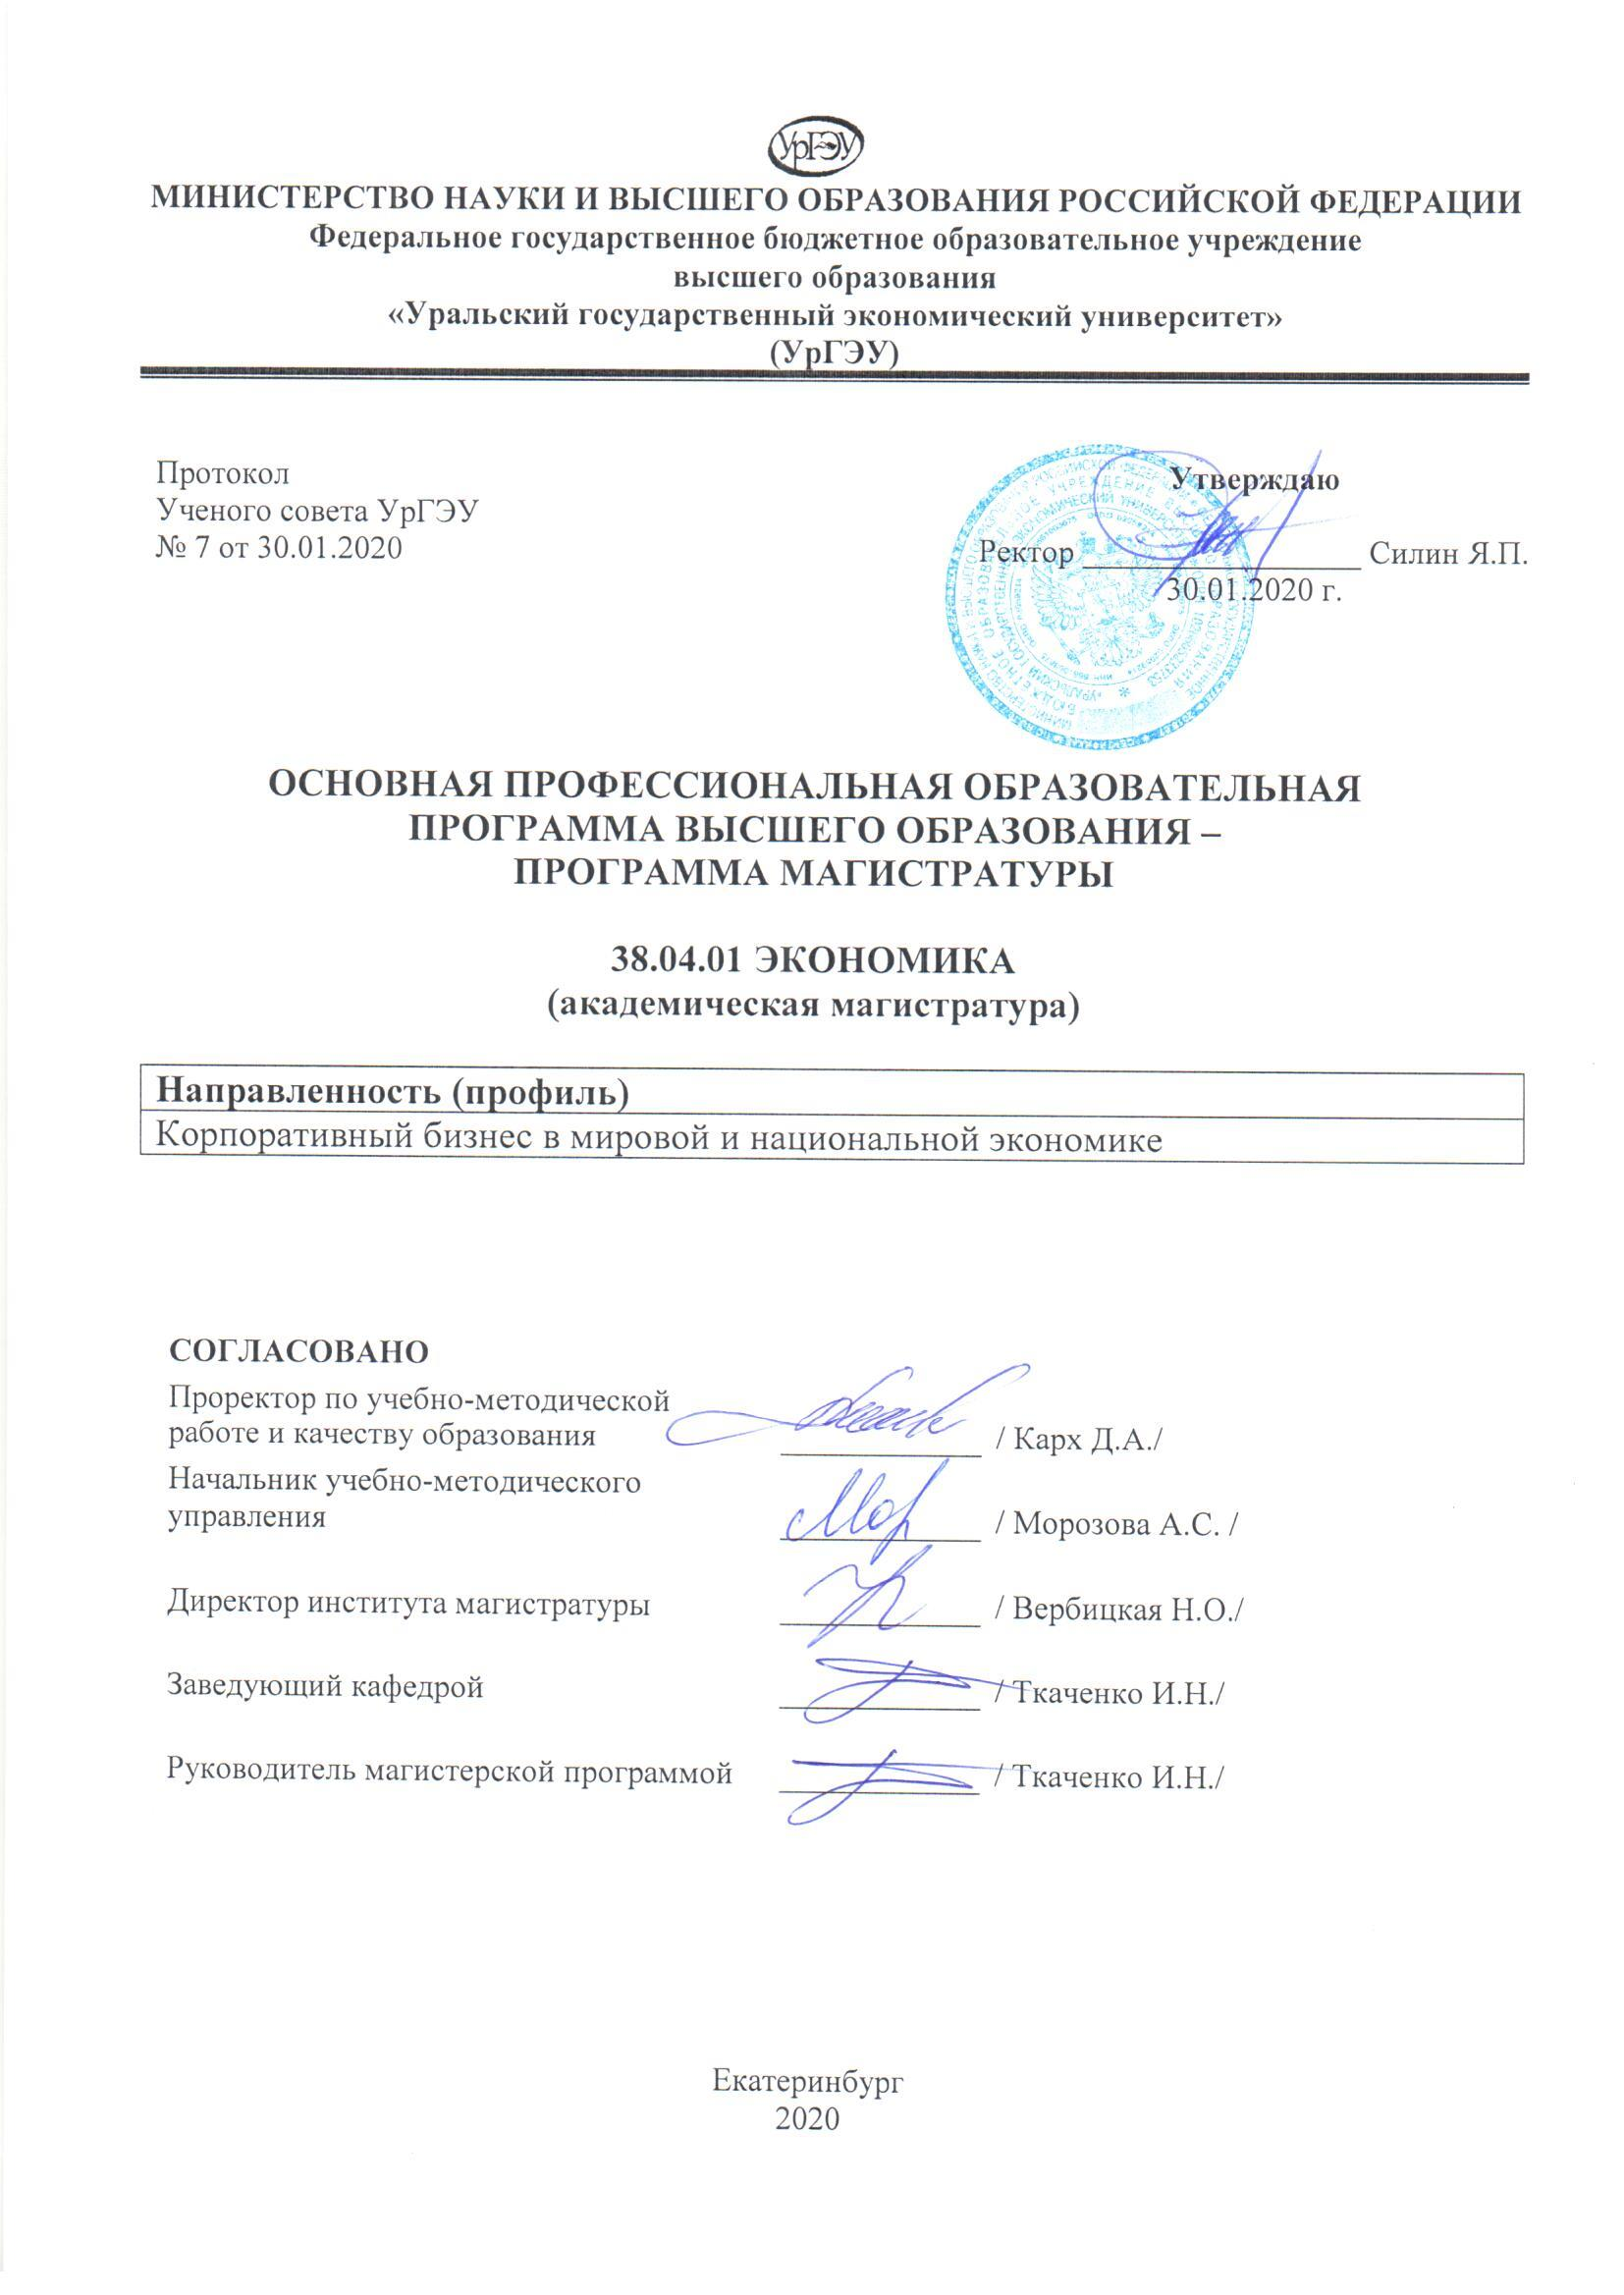 УрГЭУ
МИНИСТЕРСТВО НАУКИ И ВЫСШЕГО ОБРАЗОВАНИЯ РОССИЙСКОЙ ФЕДЕРАЦИИ
Федеральное государственное бюджетное образовательное учреждение
высшего образования
«Уральский государственный экономический университет»
(УрГЭУ)
Протокол
Ученого совета УрГЭУ
№ 7 от 30.01.2020
Утверждаю
Ректор Силин Я.П.
30.01.2020 г.
ОСНОВНАЯ ПРОФЕССИОНАЛЬНАЯ ОБРАЗОВАТЕЛЬНАЯ
ПРОГРАММА ВЫСШЕГО ОБРАЗОВАНИЯ –
ПРОГРАММА МАГИСТРАТУРЫ
38.04.01 ЭКОНОМИКА
(академическая магистратура)
Направленность (профиль)
Корпоративный бизнес в мировой и национальной экономике
СОГЛАСОВАНО
Проректор по учебно-методической
работе и качеству образования / Карх Д.А./
Начальник учебно-методического
управления / Морозова А.С. /
Директор института магистратуры / Вербицкая Н.О./
Заведующий кафедрой / Ткаченко И.Н./
Руководитель магистерской программой / Ткаченко И.Н./
Екатеринбург
2020